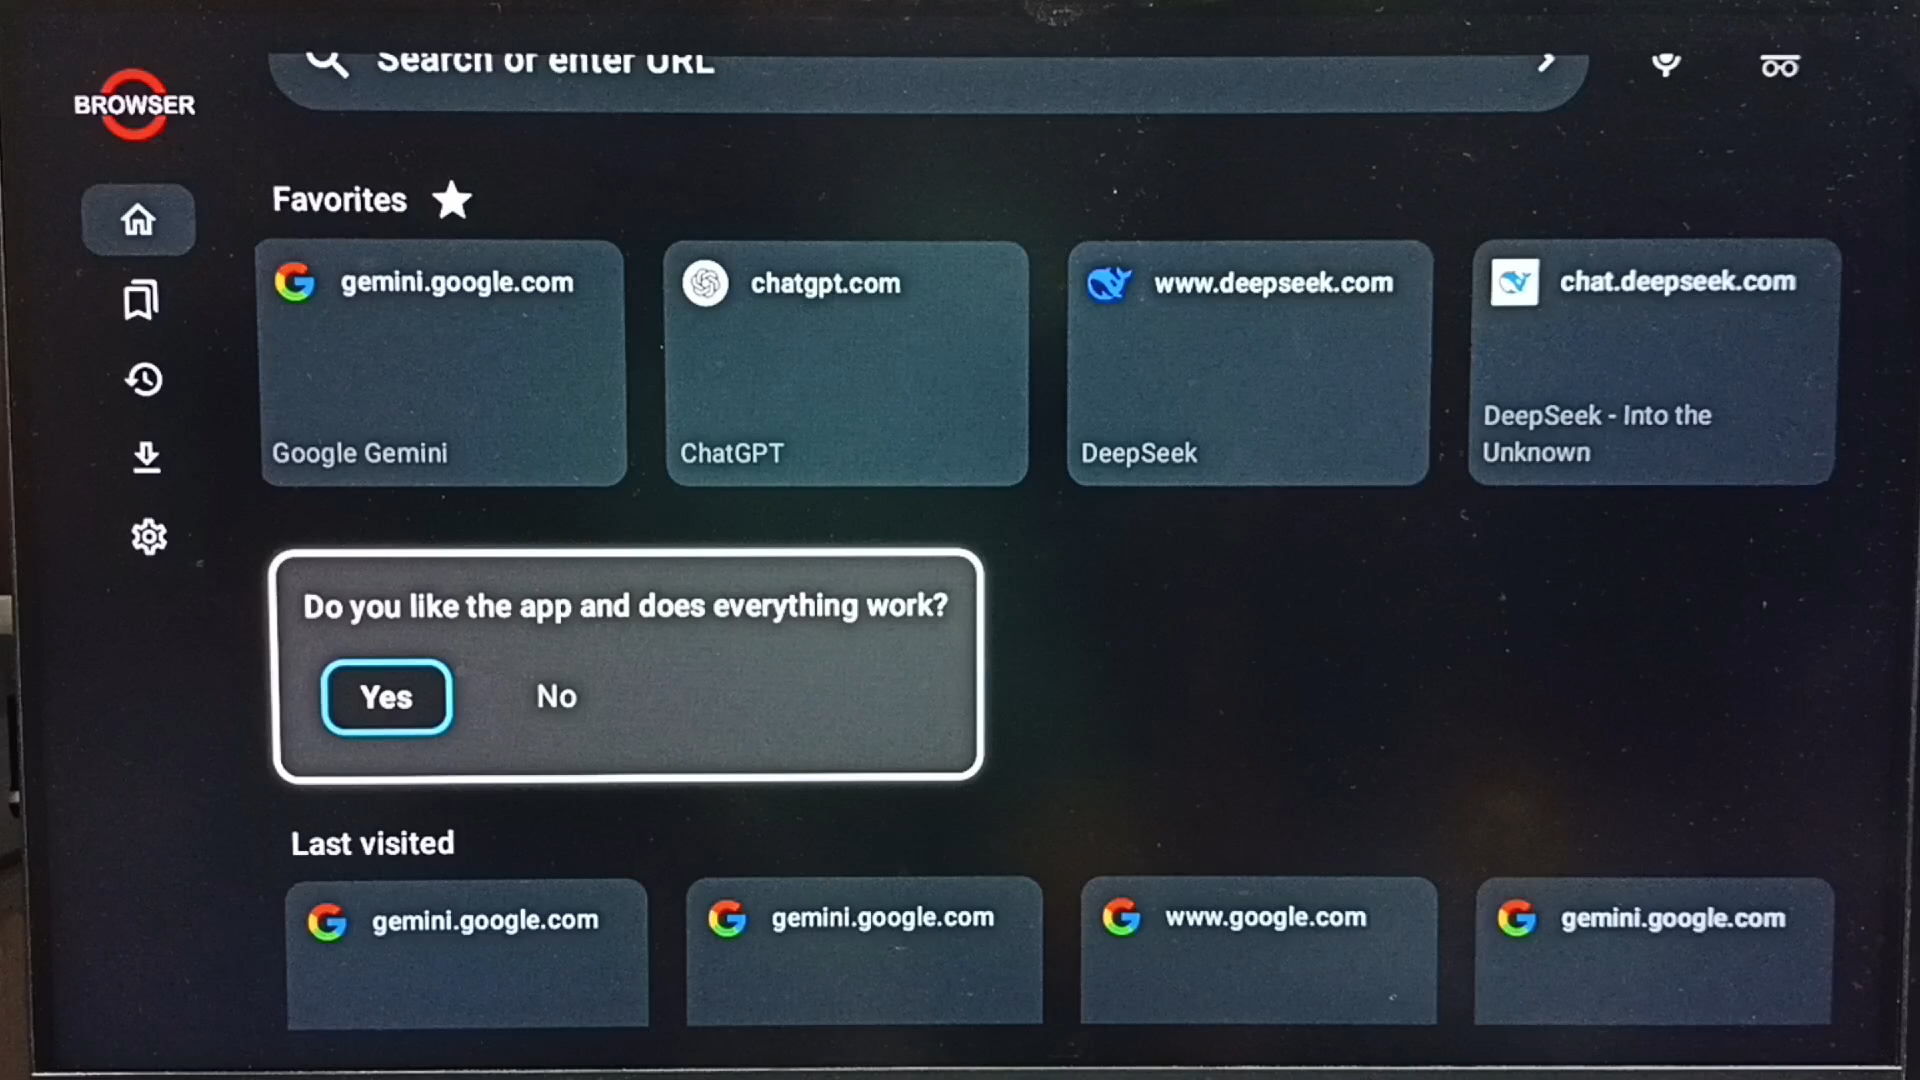 Search or enter URL
BROWSER
Favorites
gemini.google.com
Google Gemini
chatgpt.com
ChatGPT
www.deepseek.com
DeepSeek
chat.deepseek.com
DeepSeek - Into the
Unknown
Do you like the app and does everything work?
Yes
No
Last visited
gemini.google.com
gemini.google.com
www.google.com
gemini.google.com